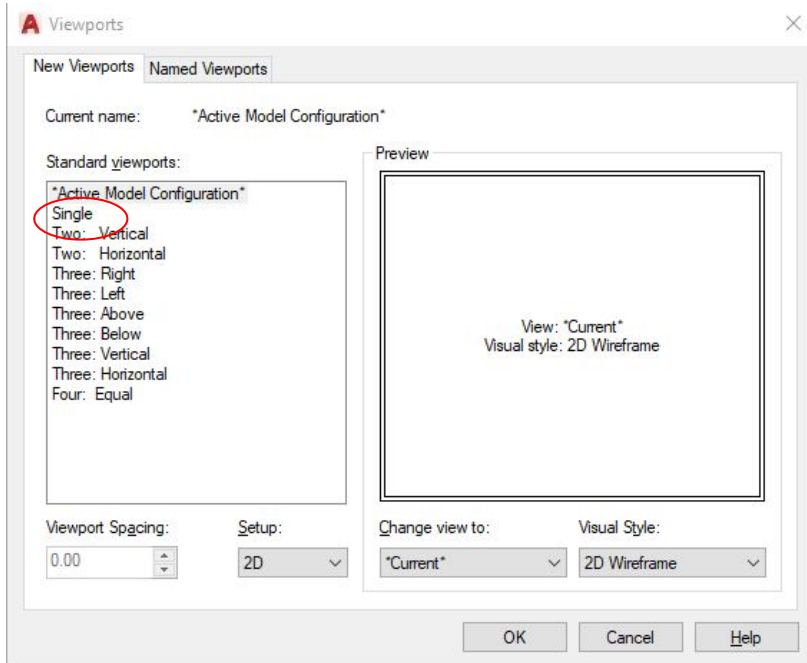 Viewports
New Viewports Named Viewports
Current name: *Active Model Configuration*
Standard viewports:
*Active Model Configuration*
Single
Two: Vertical
Two: Horizontal
Three: Right
Three: Left
Three: Above
Three: Below
Three: Vertical
Three: Horizontal
Four: Equal
Preview
View: *Current*
Visual style: 2D Wireframe
Viewport Spacing: Setup: Change view to: Visual Style:
0.00 2D *Current* 2D Wireframe
OK Cancel Help